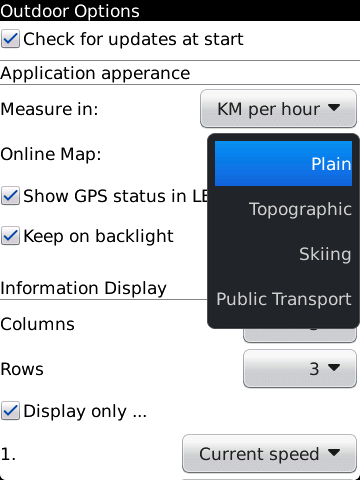 Outdoor Options
Check for updates at start
Application apperance
Measure in: KM per hour
Online Map:
Plain
Topographic
Skiing
Public Transport
Show GPS status in LE
Keep on backlight
Information Display
Columns
Rows 3
Display only ...
1. Current speed